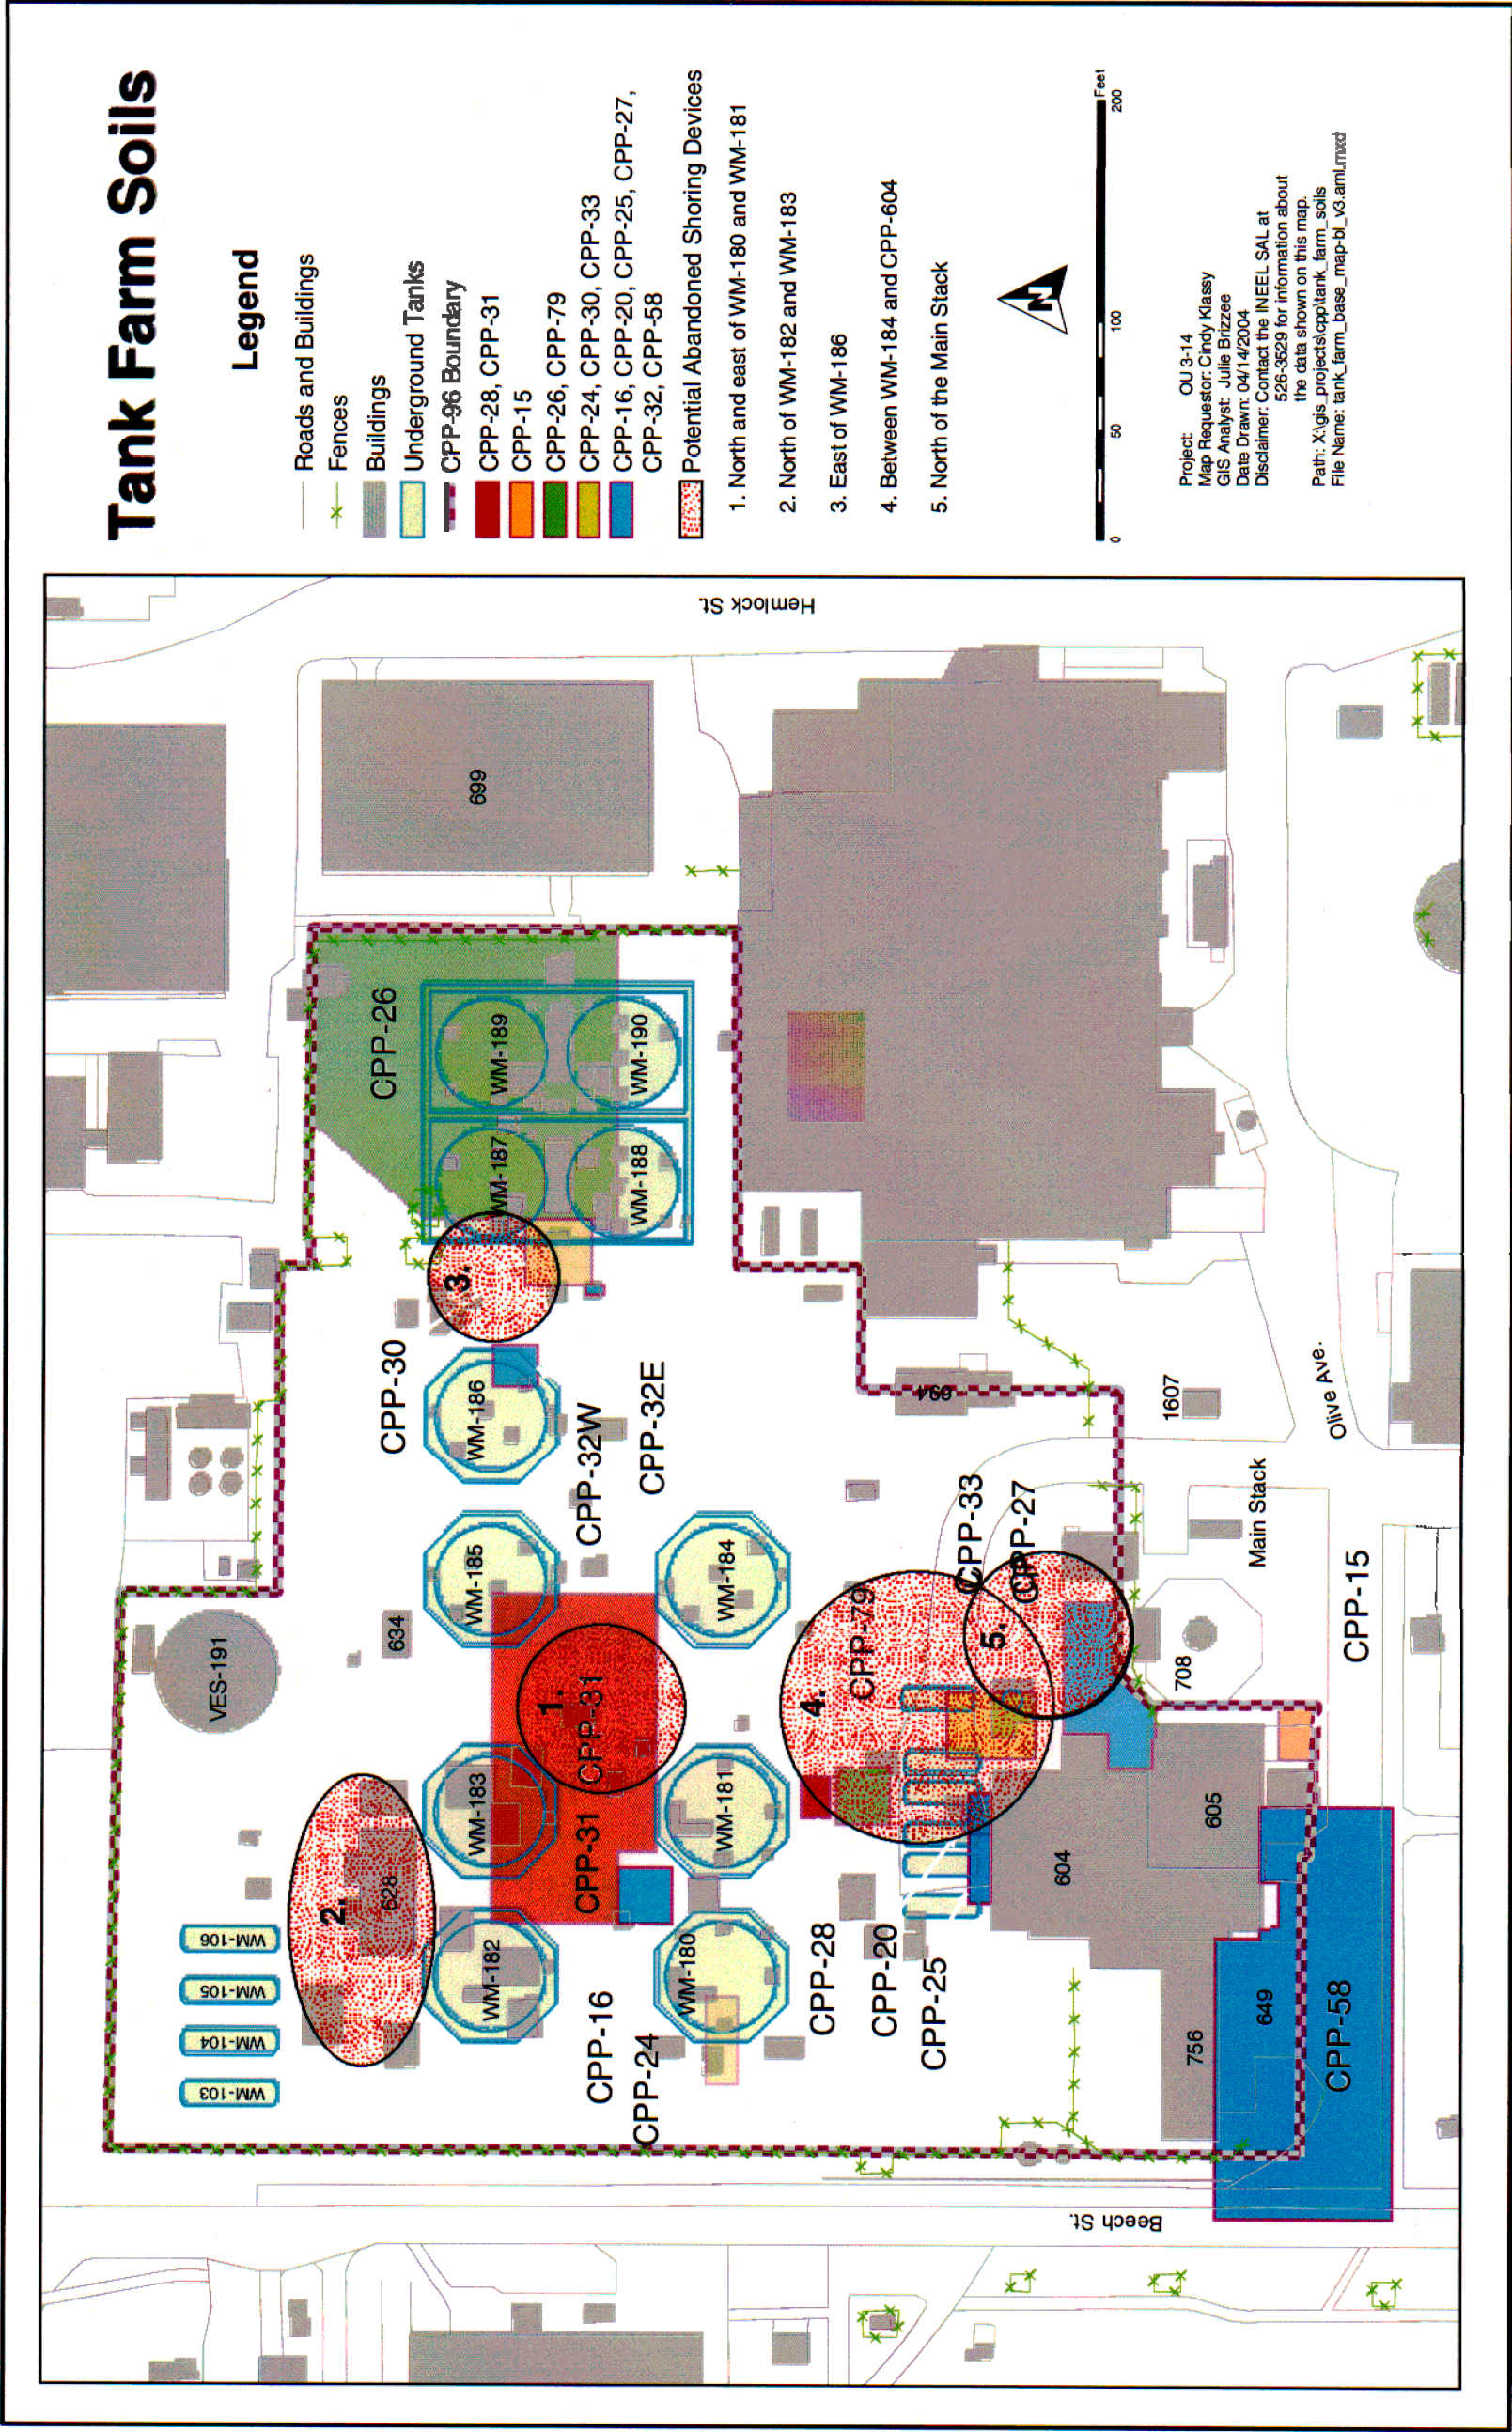 Tank Farm Soils
Legend
Roads and Buildings
Fences
Buildings
Underground Tanks
CPP-96 Boundary
CPP-28, CPP-31
CPP-15
CPP-26, CPP-79
CPP-24, CPP-30, CPP-33
CPP-16, CPP-20, CPP-25, CPP-27,
CPP-32, CPP-58
Potential Abandoned Shoring Devices
1. North and east of WM-180 and WM-181
2. North of WM-182 and WM-183
3. East of WM-186
4. Between WM-184 and CPP-604
5. North of the Main Stack
N
0 50 100 200
Feet
Project: OU 3-14
Map Requestor: Cindy Klassy
GIS Analyst: Julie Brizzee
Date Drawn: 04/14/2004
Disclaimer: Contact the INEEL SAL at
526-3529 for information about
the data shown on this map.
Path: X:\gis_projects\cpp\tank_farm_soils
File Name: tank_farm_base_map-bl_v3.aml.mxd
Hemlock St.
699
CPP-26
WM-189
WM-190
WM-187
WM-188
3.
CPP-30
WM-186
CPP-32W
CPP-32E
694
1607
Olive Ave.
VES-191
634
WM-185
WM-184
CPP-33
CPP-27
Main Stack
CPP-15
1.
CPP-31
4.
CPP-79
5.
708
WM-183
CPP-31
WM-181
605
2.
628
604
WM-106
WM-105
WM-104
WM-103
WM-182
WM-180
CPP-16
CPP-24
CPP-28
CPP-20
CPP-25
756
649
CPP-58
Beech St.